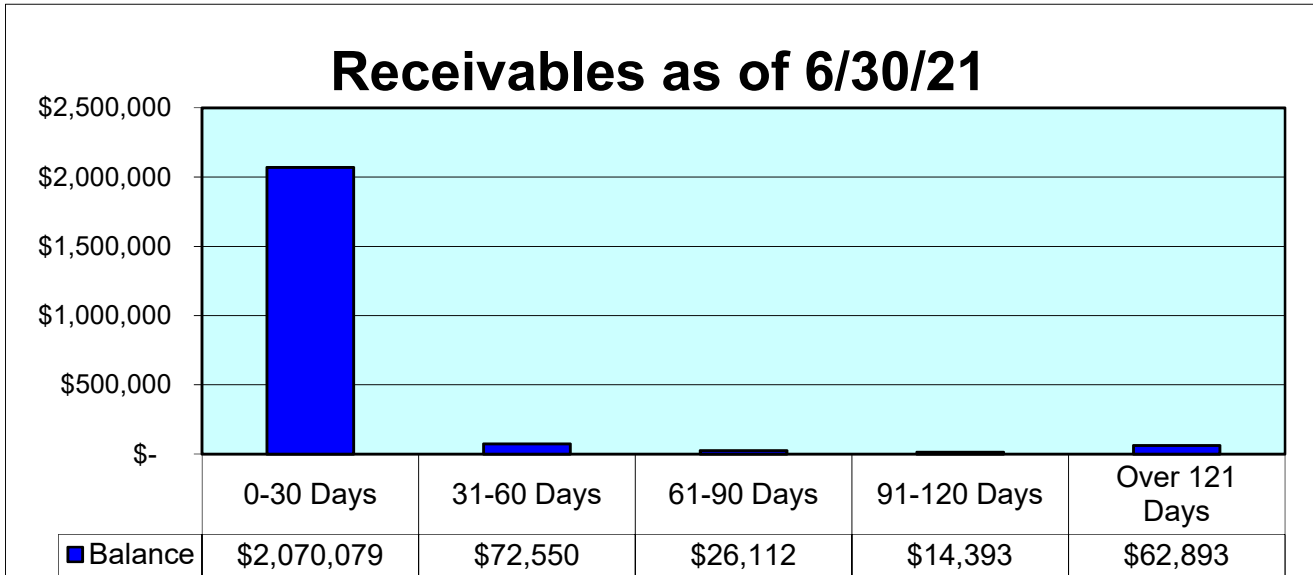 Receivables as of 6/30/21
$2,500,000
$2,000,000
$1,500,000
$1,000,000
$500,000
$-
0-30 Days 31-60 Days 61-90 Days 91-120 Days Over 121
Days
Balance $2,070,079 $72,550 $26,112 $14,393 $62,893